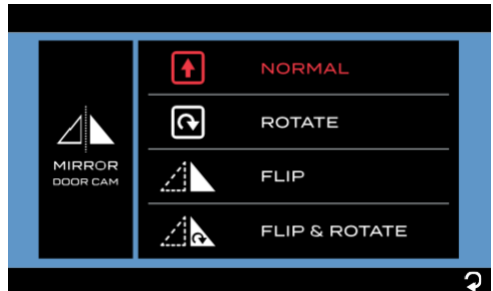 MIRROR
DOOR CAM
NORMAL
ROTATE
FLIP
FLIP & ROTATE